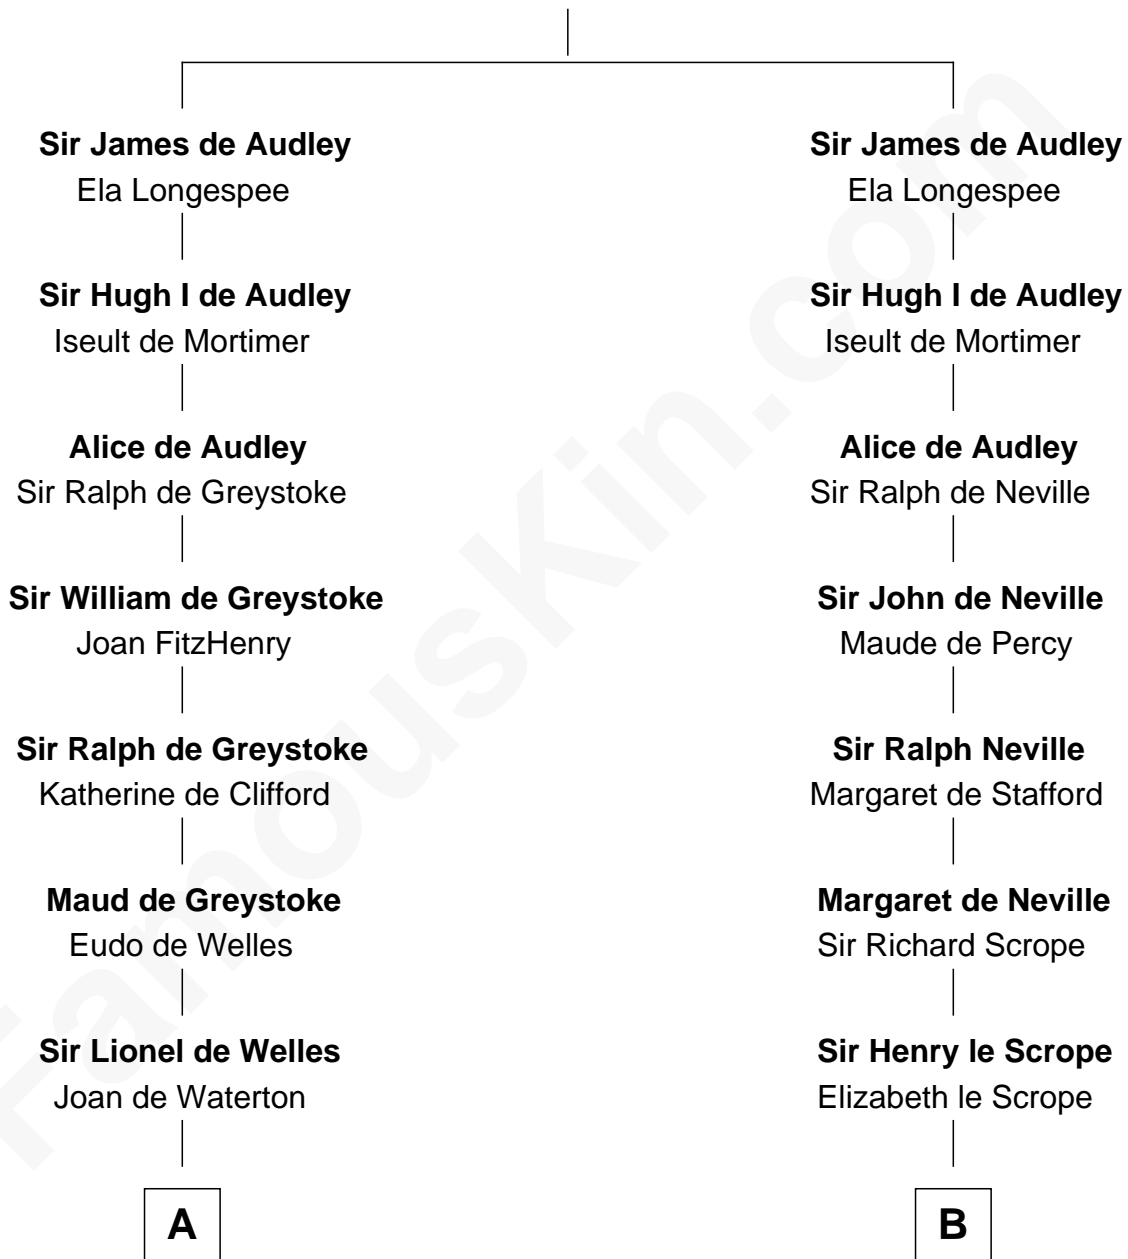 Sir James de Audley
Ela Longespee
Sir Hugh I de Audley
Iseult de Mortimer
Alice de Audley
Sir Ralph de Greystoke
Sir William de Greystoke
Joan FitzHenry
Sir Ralph de Greystoke
Katherine de Clifford
Maud de Greystoke
Eudo de Welles
Sir Lionel de Welles
Joan de Waterton
A
Sir James de Audley
Ela Longespee
Sir Hugh I de Audley
Iseult de Mortimer
Alice de Audley
Sir Ralph de Neville
Sir John de Neville
Maude de Percy
Sir Ralph Neville
Margaret de Stafford
Margaret de Neville
Sir Richard Scrope
Sir Henry le Scrope
Elizabeth le Scrope
B
FamousKin.com